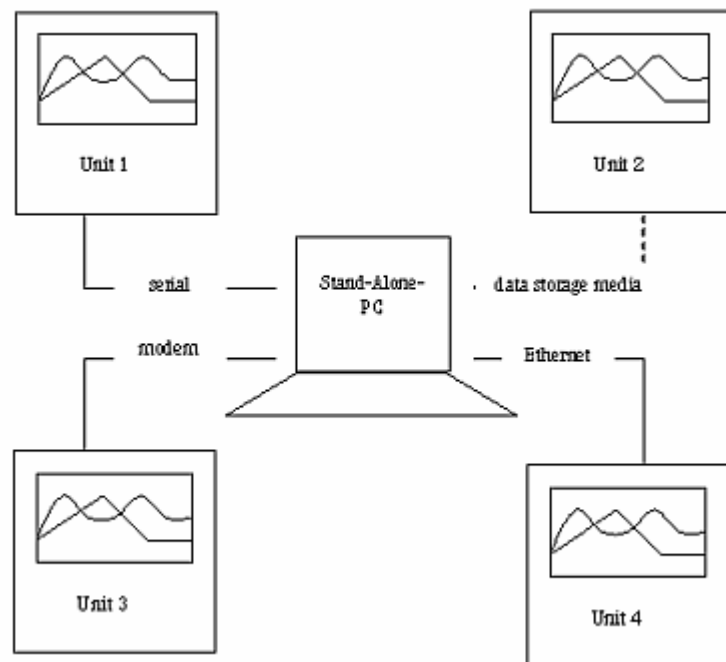 Unit 1
Unit 2
serial
Stand-Alone-
PC
data storage media
modem
Ethernet
Unit 3
Unit 4